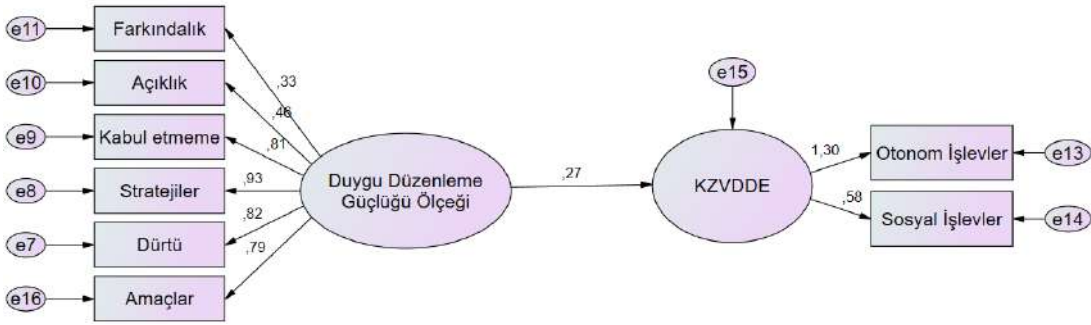 e11
Farkındalık
e10
Açıklık
e9
Kabul etmeme
e8
Stratejiler
e7
Dürtü
e16
Amaçlar
,33
,46
,81
,93
,82
,79
Duygu Düzenleme
Güçlüğü Ölçeği
,27
e15
KZVDDE
1,30
,58
Otonom İşlevler
e13
Sosyal İşlevler
e14